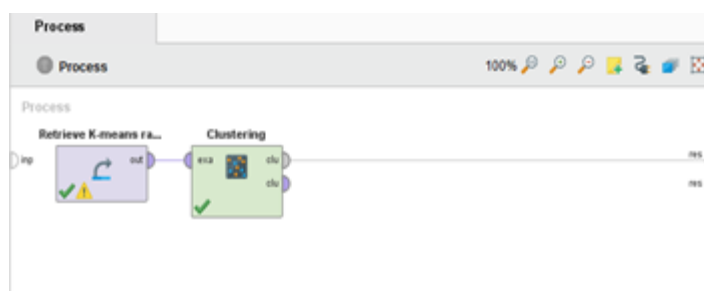 Process
Process
100%
Process
Retrieve K-means ra...
Clustering
inp
out
exa
clu
res
clu
res